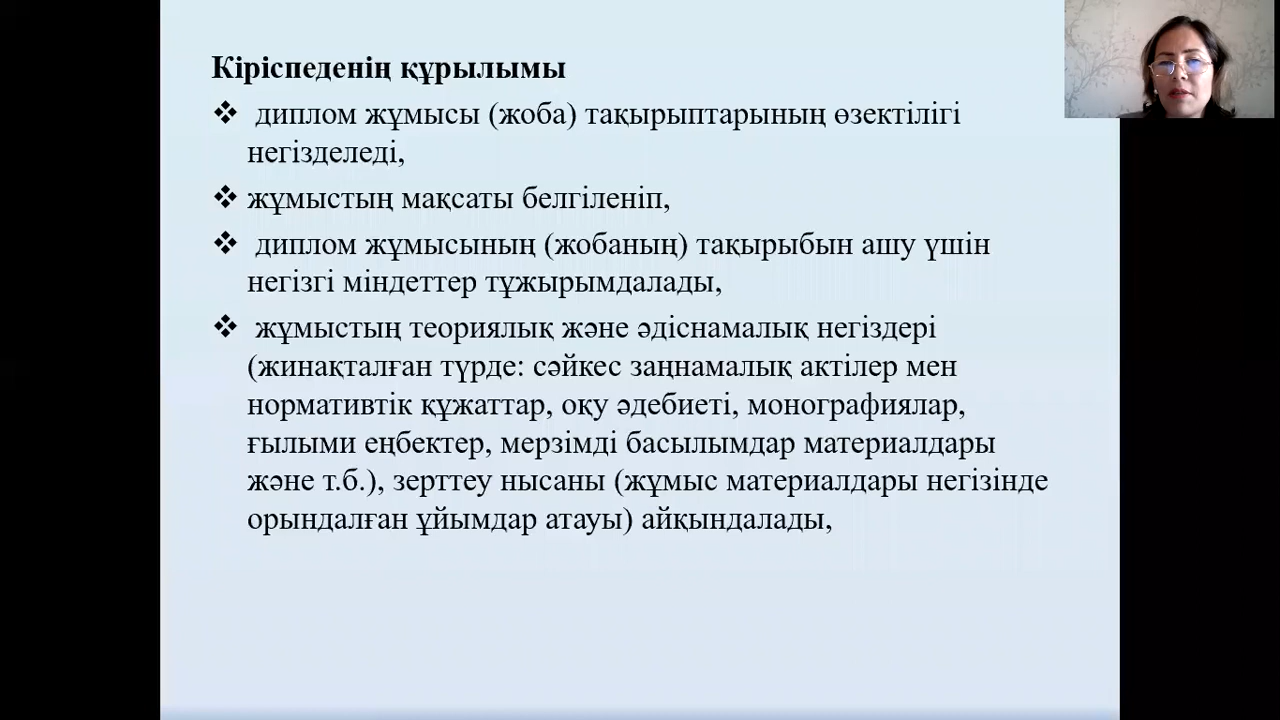 Кіріспеденің құрылымы
❖ диплом жұмысы (жоба) тақырыптарының өзектілігі
негізделеді,
❖ жұмыстың мақсаты белгіленіп,
❖ диплом жұмысының (жобаның) тақырыбын ашу үшін
негізгі міндеттер тұжырымдалады,
❖ жұмыстың теориялық және әдіснамалық негіздері
(жинақталған түрде: сәйкес заңнамалық актілер мен
нормативтік құжаттар, оқу әдебиеті, монографиялар,
ғылыми еңбектер, мерзімді басылымдар материалдары
және т.б.), зерттеу нысаны (жұмыс материалдары негізінде
орындалған ұйымдар атауы) айқындалады,